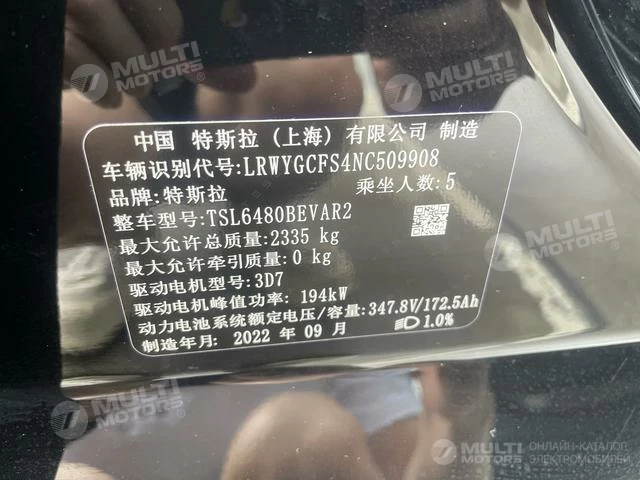 MULTI MOTORS®
MULTI MOTORS®
中国 特斯拉 (上海) 有限公司 制造
车辆识别代号:LRWYGCFS4NC509908
品牌:特斯拉 乘坐人数:5
整车型号:TSL6480BEVAR2
最大允许总质量:2335 kg
最大允许牵引质量:0 kg
驱动电机型号:3D7
驱动电机峰值功率: 194kW
动力电池系统额定电压/容量:347.8V/172.5Ah
制造年月: 2022 年 09 月 1.0%
MULTI MOTORS
MULTI MOTORS
MULTI MOTORS
ОНЛАЙН-КАТАЛОГ
ЭЛЕКТРОМОБИЛЕЙ